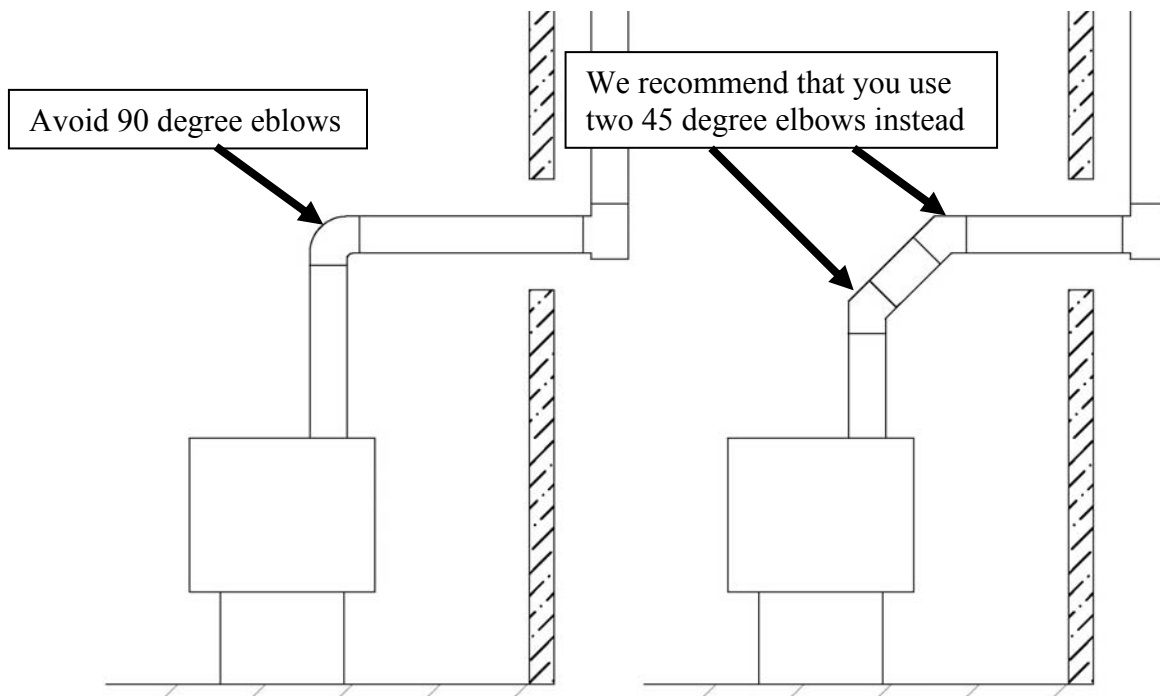 Avoid 90 degree eblows
We recommend that you use
two 45 degree elbows instead